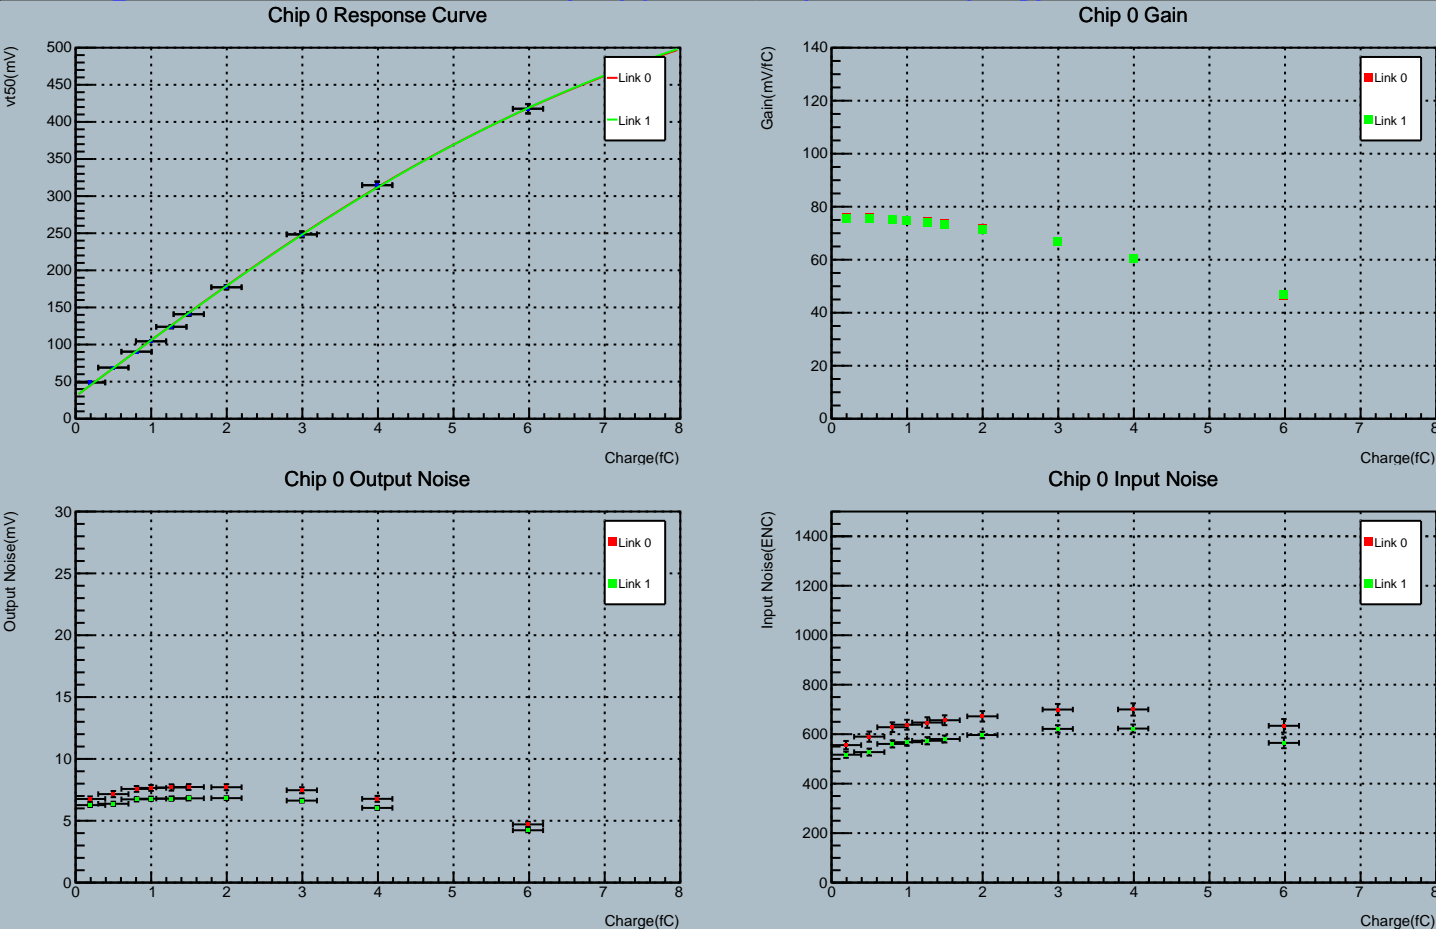 Chip 0 Response Curve
vt50(mV)
500
450
400
350
300
250
200
150
100
50
0
0 1 2 3 4 5 6 7 8
Charge(fC)
Link 0
Link 1
Chip 0 Gain
Gain(mV/fC)
140
120
100
80
60
40
20
0
0 1 2 3 4 5 6 7 8
Charge(fC)
Link 0
Link 1
Chip 0 Output Noise
Output Noise(mV)
30
25
20
15
10
5
0
0 1 2 3 4 5 6 7 8
Charge(fC)
Link 0
Link 1
Chip 0 Input Noise
Input Noise(ENC)
1400
1200
1000
800
600
400
200
0
0 1 2 3 4 5 6 7 8
Charge(fC)
Link 0
Link 1